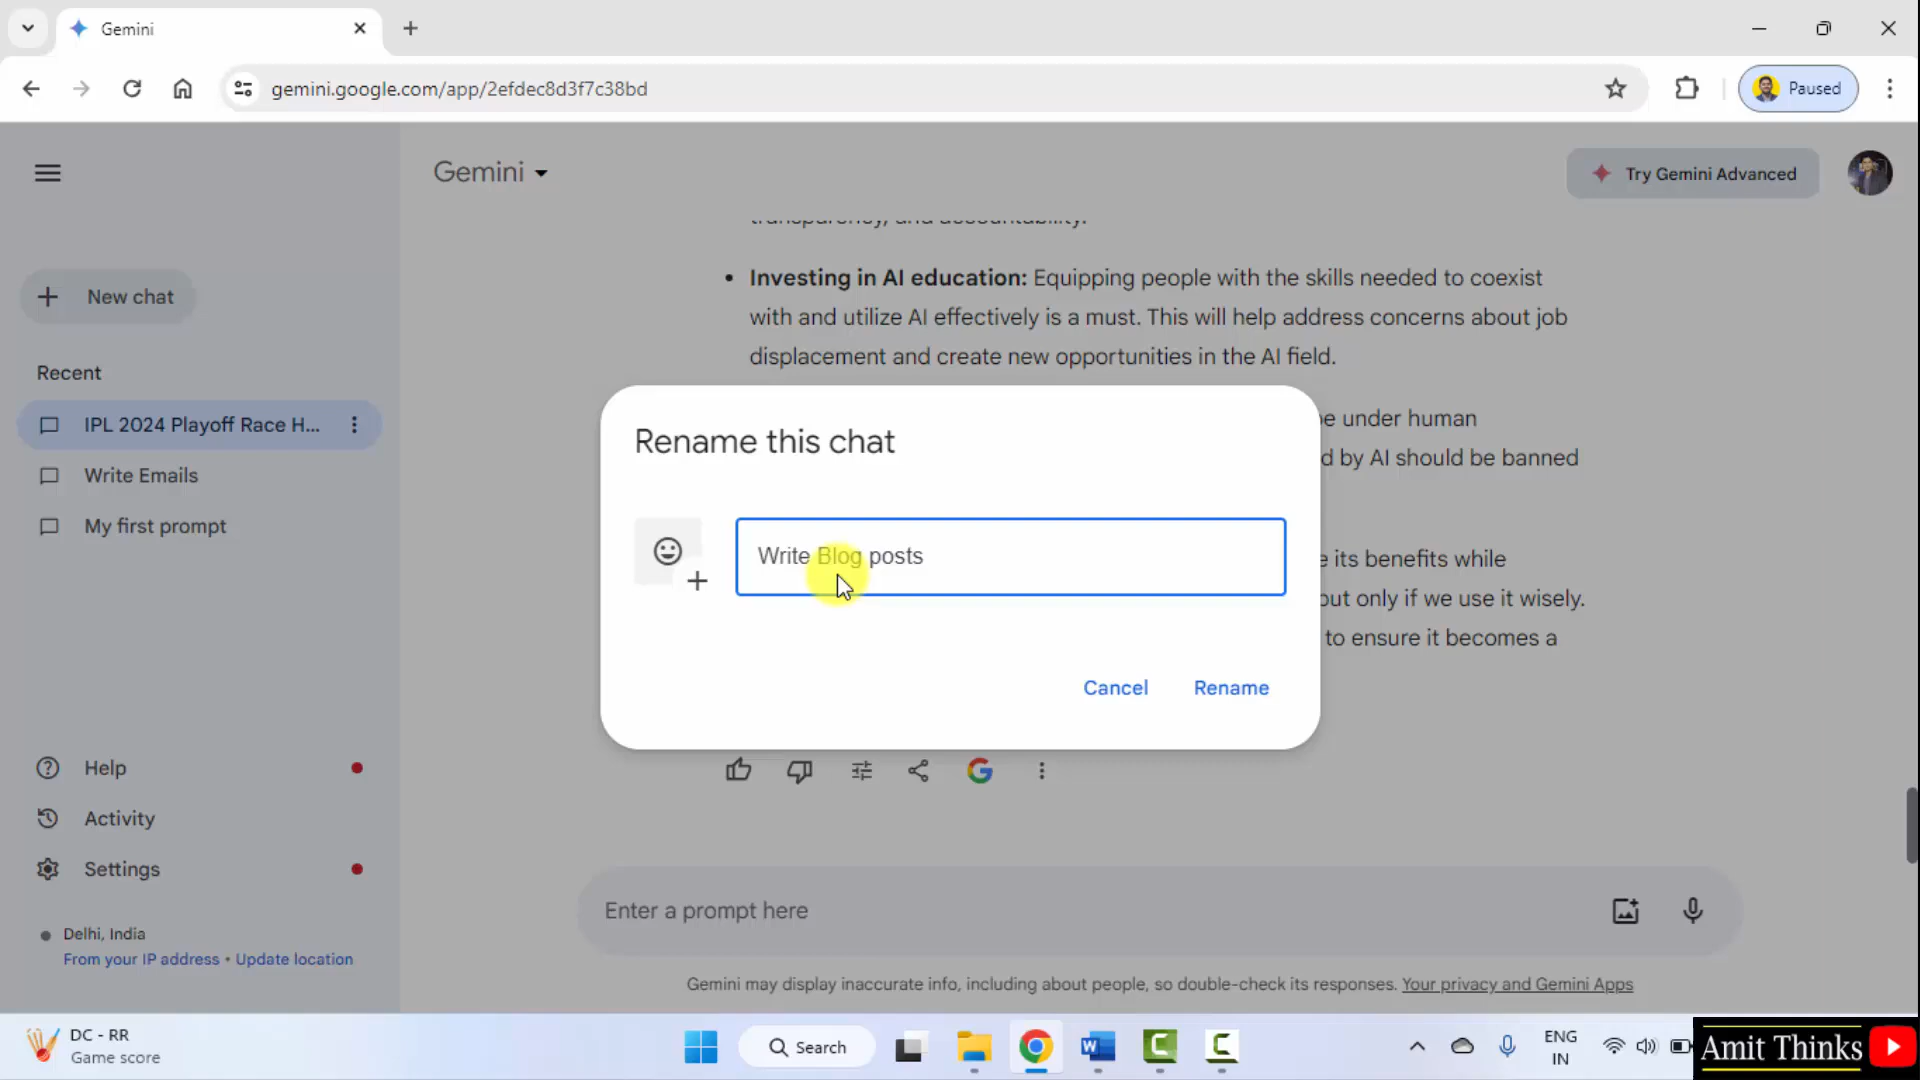 Gemini
gemini.google.com/app/2efdec8d3f7c38bd
Paused
Gemini
Try Gemini Advanced
New chat
Recent
IPL 2024 Playoff Race H...
Write Emails
My first prompt
Help
Activity
Settings
Delhi, India
From your IP address • Update location
transparency, and accountability.
• Investing in AI education: Equipping people with the skills needed to coexist
with and utilize AI effectively is a must. This will help address concerns about job
displacement and create new opportunities in the AI field.
be under human
d by AI should be banned
e its benefits while
but only if we use it wisely.
to ensure it becomes a
Rename this chat
Write Blog posts
Cancel
Rename
Enter a prompt here
Gemini may display inaccurate info, including about people, so double-check its responses. Your privacy and Gemini Apps
DC - RR
Game score
Search
ENG
IN
Amit Thinks